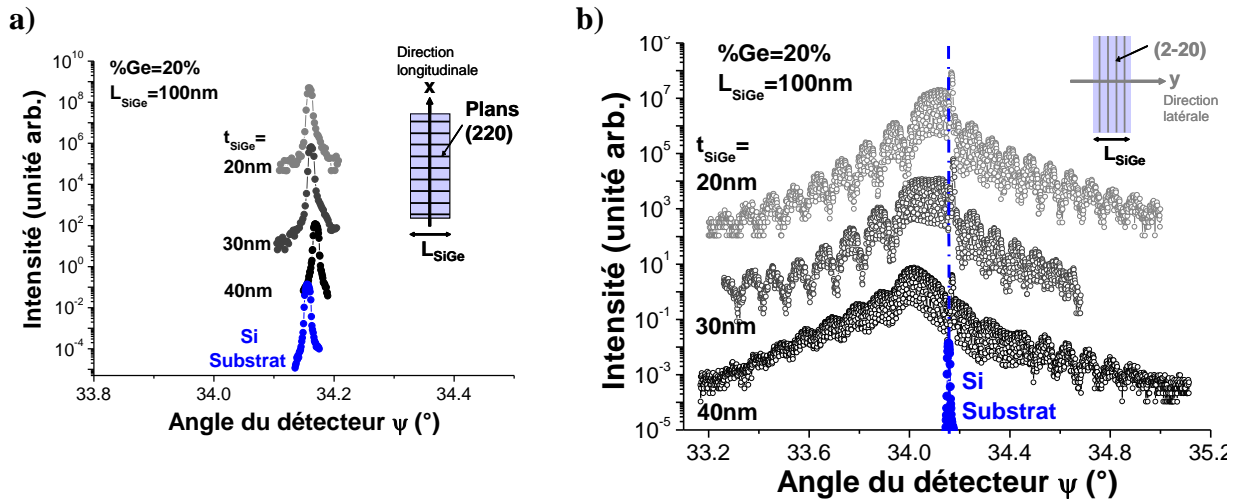 a)
Intensité (unité arb.)
10^10
10^8
10^6
10^4
10^2
10^0
10^-2
10^-4
%Ge=20%
L_SiGe=100nm
t_SiGe=
20nm
30nm
40nm
Si
Substrat
Direction
longitudinale
x
Plans
(220)
L_SiGe
33.8 34.0 34.2 34.4
Angle du détecteur ψ (°)
b)
Intensité (unité arb.)
10^9
10^7
10^5
10^3
10^1
10^-1
10^-3
10^-5
%Ge=20%
L_SiGe=100nm
t_SiGe=
20nm
30nm
40nm
Si
Substrat
(2-20)
y
Direction
latérale
L_SiGe
33.2 33.6 34.0 34.4 34.8 35.2
Angle du détecteur ψ (°)